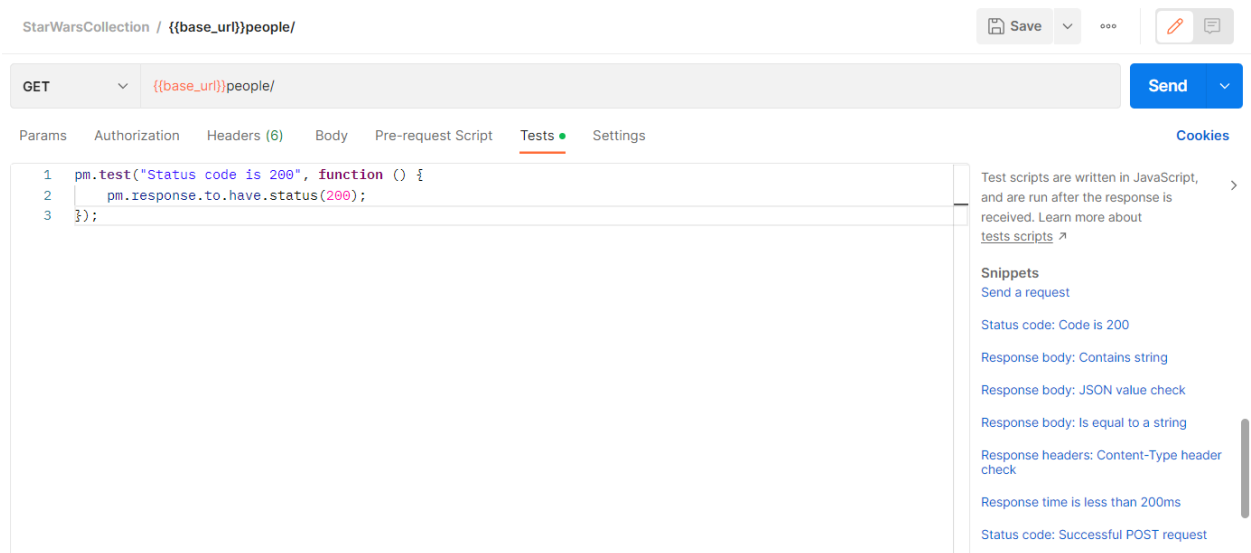 StarWarsCollection / {{base_url}}people/
Save
GET
{{base_url}}people/
Send
Params Authorization Headers (6) Body Pre-request Script Tests Settings Cookies
1 pm.test("Status code is 200", function () {
2 pm.response.to.have.status(200);
3 });
Test scripts are written in JavaScript,
and are run after the response is
received. Learn more about
tests scripts ↗
Snippets
Send a request
Status code: Code is 200
Response body: Contains string
Response body: JSON value check
Response body: Is equal to a string
Response headers: Content-Type header
check
Response time is less than 200ms
Status code: Successful POST request